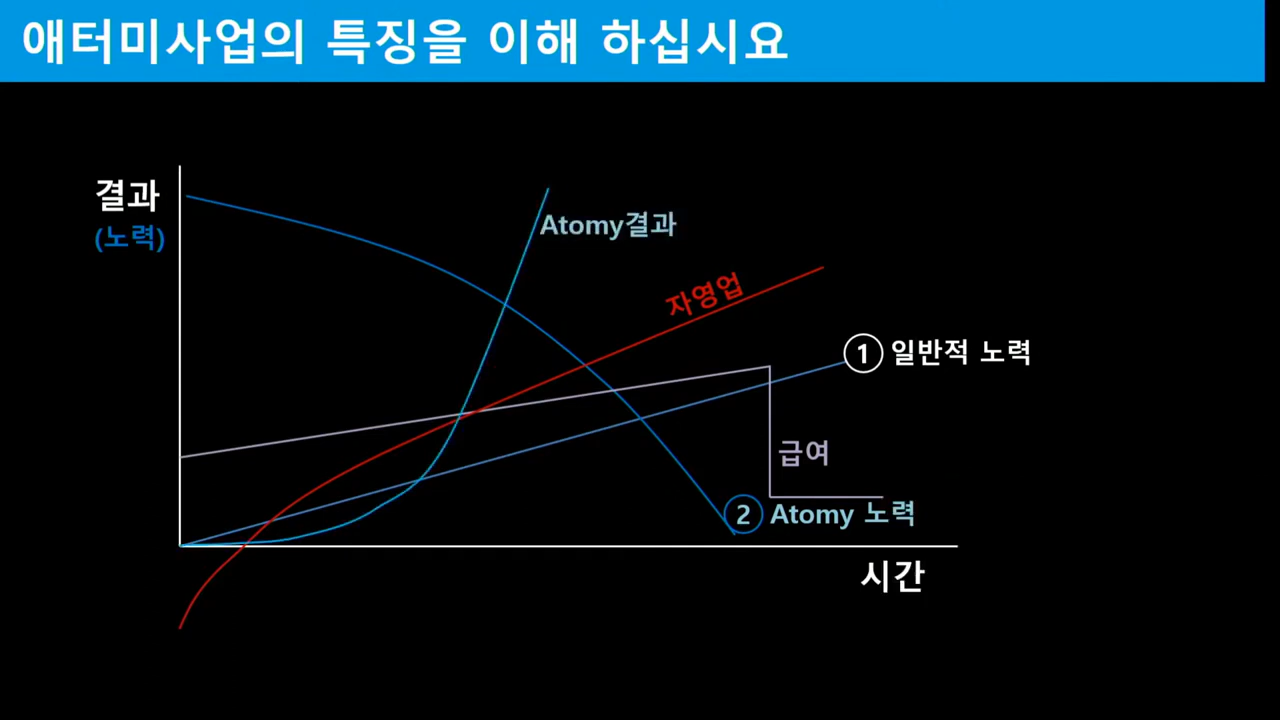 애터미사업의 특징을 이해 하십시요
결과
(노력)
Atomy결과
자영업
① 일반적 노력
급여
② Atomy 노력
시간